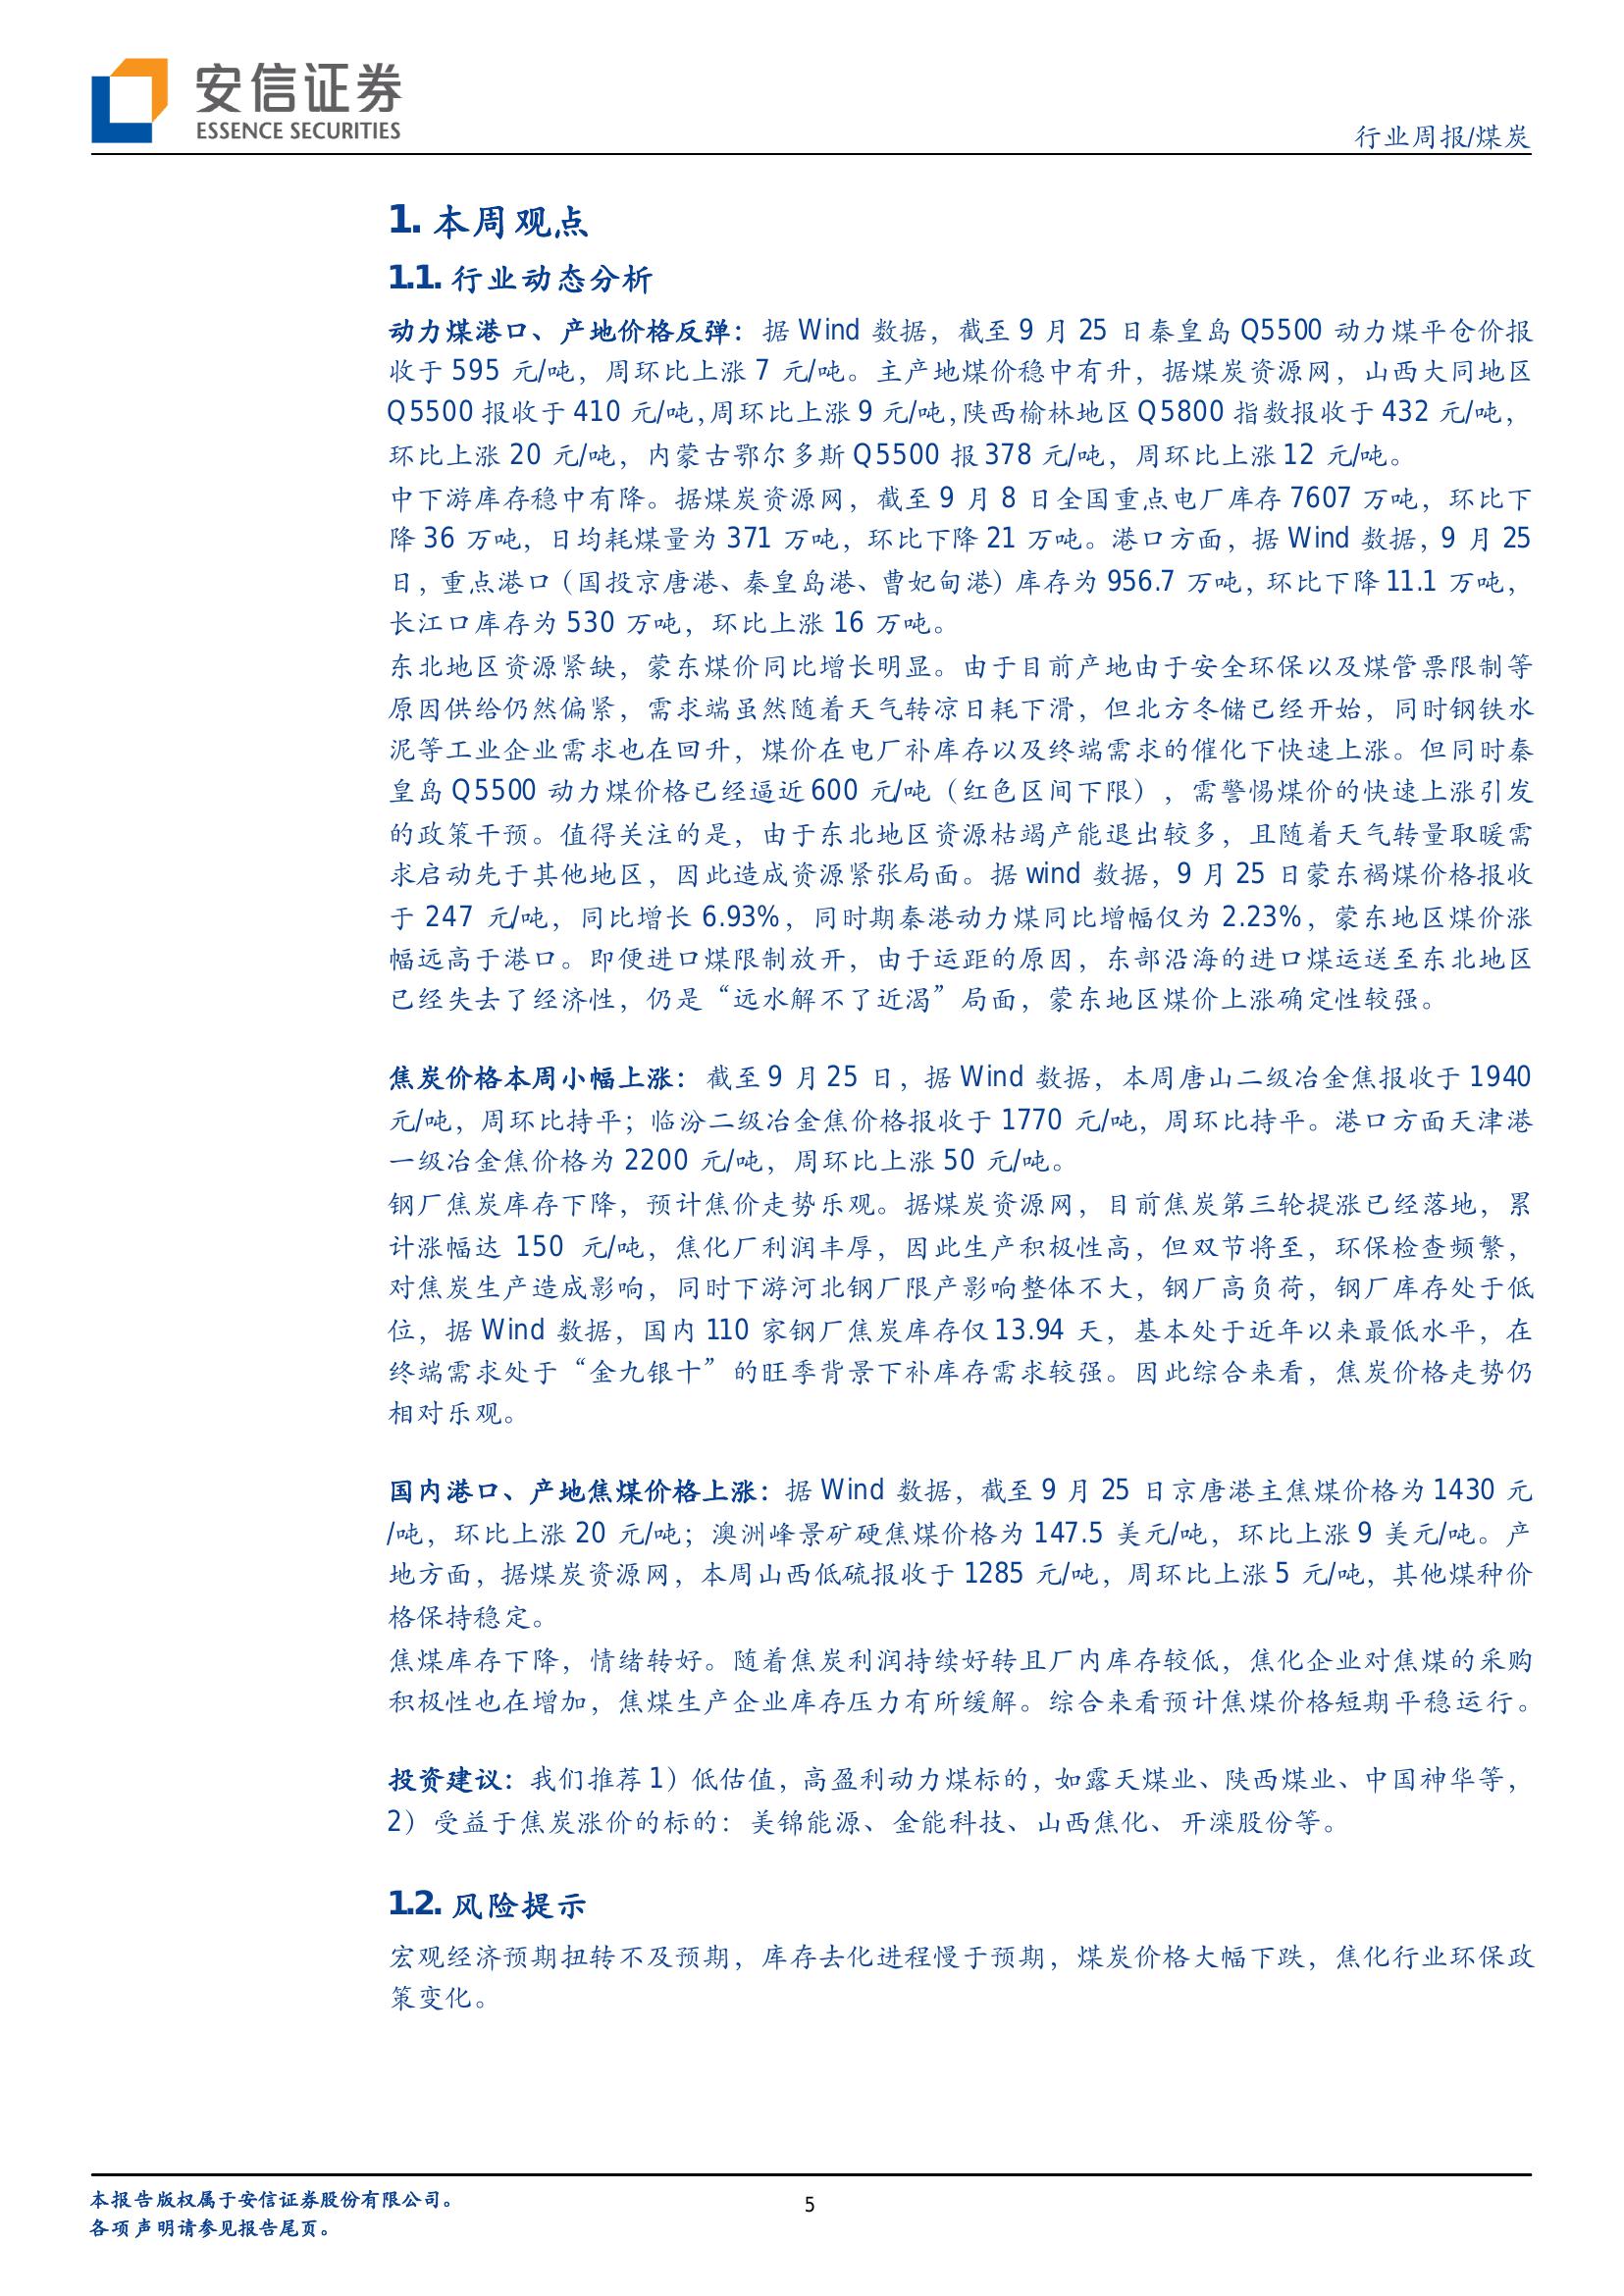 安信证券
ESSENCE SECURITIES
行业周报/煤炭
1. 本周观点
1.1. 行业动态分析
动力煤港口、产地价格反弹：据 Wind 数据，截至 9 月 25 日秦皇岛 Q5500 动力煤平仓价报
收于 595 元/吨，周环比上涨 7 元/吨。主产地煤价稳中有升，据煤炭资源网，山西大同地区
Q5500 报收于 410 元/吨，周环比上涨 9 元/吨，陕西榆林地区 Q5800 指数报收于 432 元/吨，
环比上涨 20 元/吨，内蒙古鄂尔多斯 Q5500 报 378 元/吨，周环比上涨 12 元/吨。
中下游库存稳中有降。据煤炭资源网，截至 9 月 8 日全国重点电厂库存 7607 万吨，环比下
降 36 万吨，日均耗煤量为 371 万吨，环比下降 21 万吨。港口方面，据 Wind 数据，9 月 25
日，重点港口（国投京唐港、秦皇岛港、曹妃甸港）库存为 956.7 万吨，环比下降 11.1 万吨，
长江口库存为 530 万吨，环比上涨 16 万吨。
东北地区资源紧缺，蒙东煤价同比增长明显。由于目前产地由于安全环保以及煤管票限制等
原因供给仍然偏紧，需求端虽然随着天气转凉日耗下滑，但北方冬储已经开始，同时钢铁水
泥等工业企业需求也在回升，煤价在电厂补库存以及终端需求的催化下快速上涨。但同时秦
皇岛 Q5500 动力煤价格已经逼近 600 元/吨（红色区间下限），需警惕煤价的快速上涨引发
的政策干预。值得关注的是，由于东北地区资源枯竭产能退出较多，且随着天气转量取暖需
求启动先于其他地区，因此造成资源紧张局面。据 wind 数据，9 月 25 日蒙东褐煤价格报收
于 247 元/吨，同比增长 6.93%，同时期秦港动力煤同比增幅仅为 2.23%，蒙东地区煤价涨
幅远高于港口。即便进口煤限制放开，由于运距的原因，东部沿海的进口煤运送至东北地区
已经失去了经济性，仍是“远水解不了近渴”局面，蒙东地区煤价上涨确定性较强。
焦炭价格本周小幅上涨：截至 9 月 25 日，据 Wind 数据，本周唐山二级冶金焦报收于 1940
元/吨，周环比持平；临汾二级冶金焦价格报收于 1770 元/吨，周环比持平。港口方面天津港
一级冶金焦价格为 2200 元/吨，周环比上涨 50 元/吨。
钢厂焦炭库存下降，预计焦价走势乐观。据煤炭资源网，目前焦炭第三轮提涨已经落地，累
计涨幅达 150 元/吨，焦化厂利润丰厚，因此生产积极性高，但双节将至，环保检查频繁，
对焦炭生产造成影响，同时下游河北钢厂限产影响整体不大，钢厂高负荷，钢厂库存处于低
位，据 Wind 数据，国内 110 家钢厂焦炭库存仅 13.94 天，基本处于近年以来最低水平，在
终端需求处于“金九银十”的旺季背景下补库存需求较强。因此综合来看，焦炭价格走势仍
相对乐观。
国内港口、产地焦煤价格上涨：据 Wind 数据，截至 9 月 25 日京唐港主焦煤价格为 1430 元
/吨，环比上涨 20 元/吨；澳洲峰景矿硬焦煤价格为 147.5 美元/吨，环比上涨 9 美元/吨。产
地方面，据煤炭资源网，本周山西低硫报收于 1285 元/吨，周环比上涨 5 元/吨，其他煤种价
格保持稳定。
焦煤库存下降，情绪转好。随着焦炭利润持续好转且厂内库存较低，焦化企业对焦煤的采购
积极性也在增加，焦煤生产企业库存压力有所缓解。综合来看预计焦煤价格短期平稳运行。
投资建议：我们推荐 1）低估值，高盈利动力煤标的，如露天煤业、陕西煤业、中国神华等，
2）受益于焦炭涨价的标的：美锦能源、金能科技、山西焦化、开滦股份等。
1.2. 风险提示
宏观经济预期扭转不及预期，库存去化进程慢于预期，煤炭价格大幅下跌，焦化行业环保政
策变化。
本报告版权属于安信证券股份有限公司。
各项声明请参见报告尾页。
5